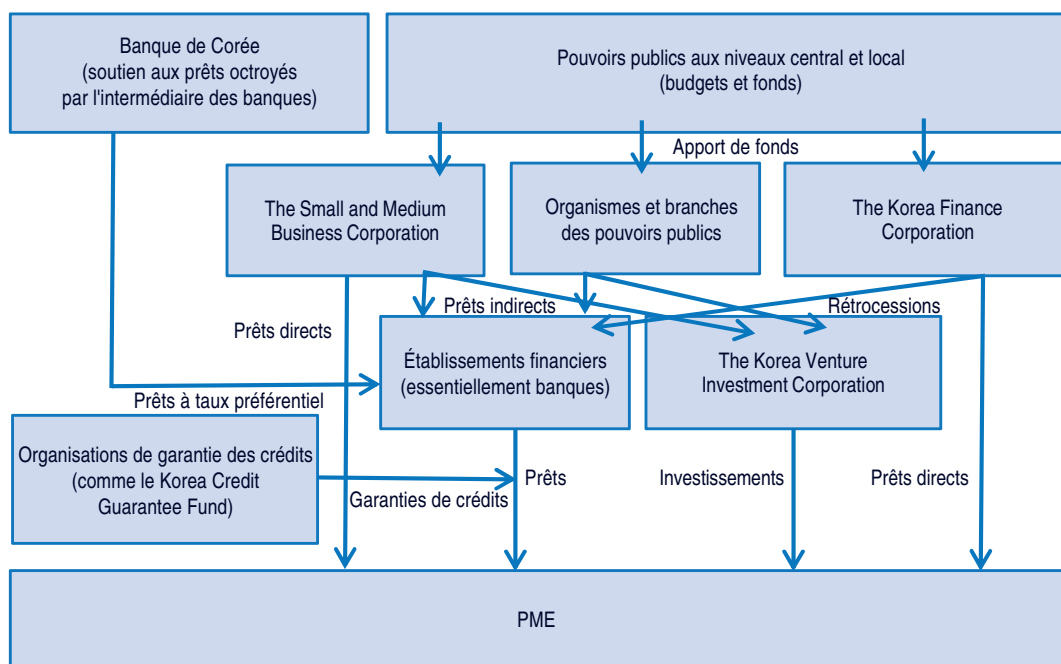 Banque de Corée
(soutien aux prêts octroyés
par l'intermédiaire des banques)
Pouvoirs publics aux niveaux central et local
(budgets et fonds)
Apport de fonds
The Small and Medium
Business Corporation
Organismes et branches
des pouvoirs publics
The Korea Finance
Corporation
Prêts directs
Prêts indirects
Rétrocessions
Établissements financiers
(essentiellement banques)
The Korea Venture
Investment Corporation
Prêts à taux préférentiel
Organisations de garantie des crédits
(comme le Korea Credit
Guarantee Fund)
Garanties de crédits
Prêts
Investissements
Prêts directs
PME